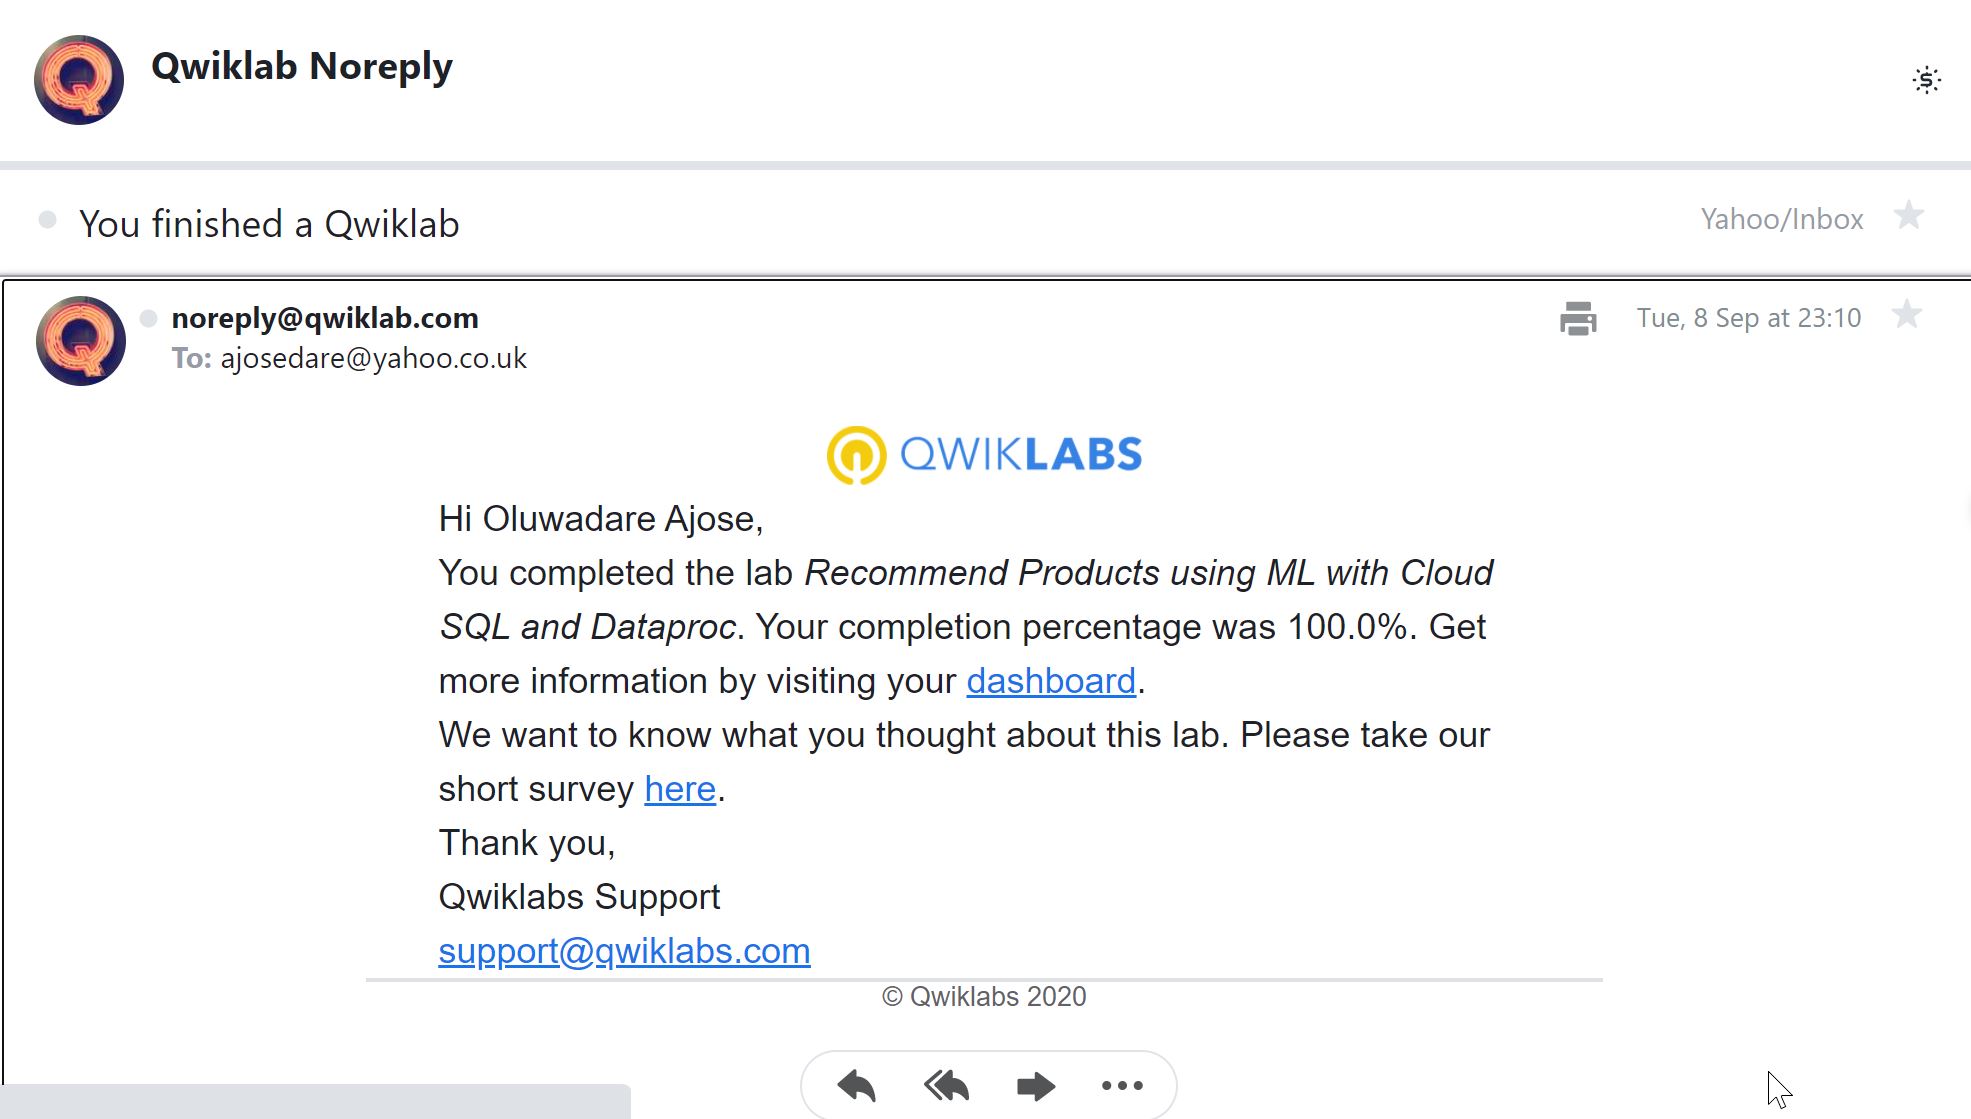 Qwiklab Noreply
You finished a Qwiklab
Yahoo/Inbox
noreply@qwiklab.com
Tue, 8 Sep at 23:10
To: ajosedare@yahoo.co.uk
QWIKLABS
Hi Oluwadare Ajose,
You completed the lab Recommend Products using ML with Cloud
SQL and Dataproc. Your completion percentage was 100.0%. Get
more information by visiting your dashboard.
We want to know what you thought about this lab. Please take our
short survey here.
Thank you,
Qwiklabs Support
support@qwiklabs.com
© Qwiklabs 2020